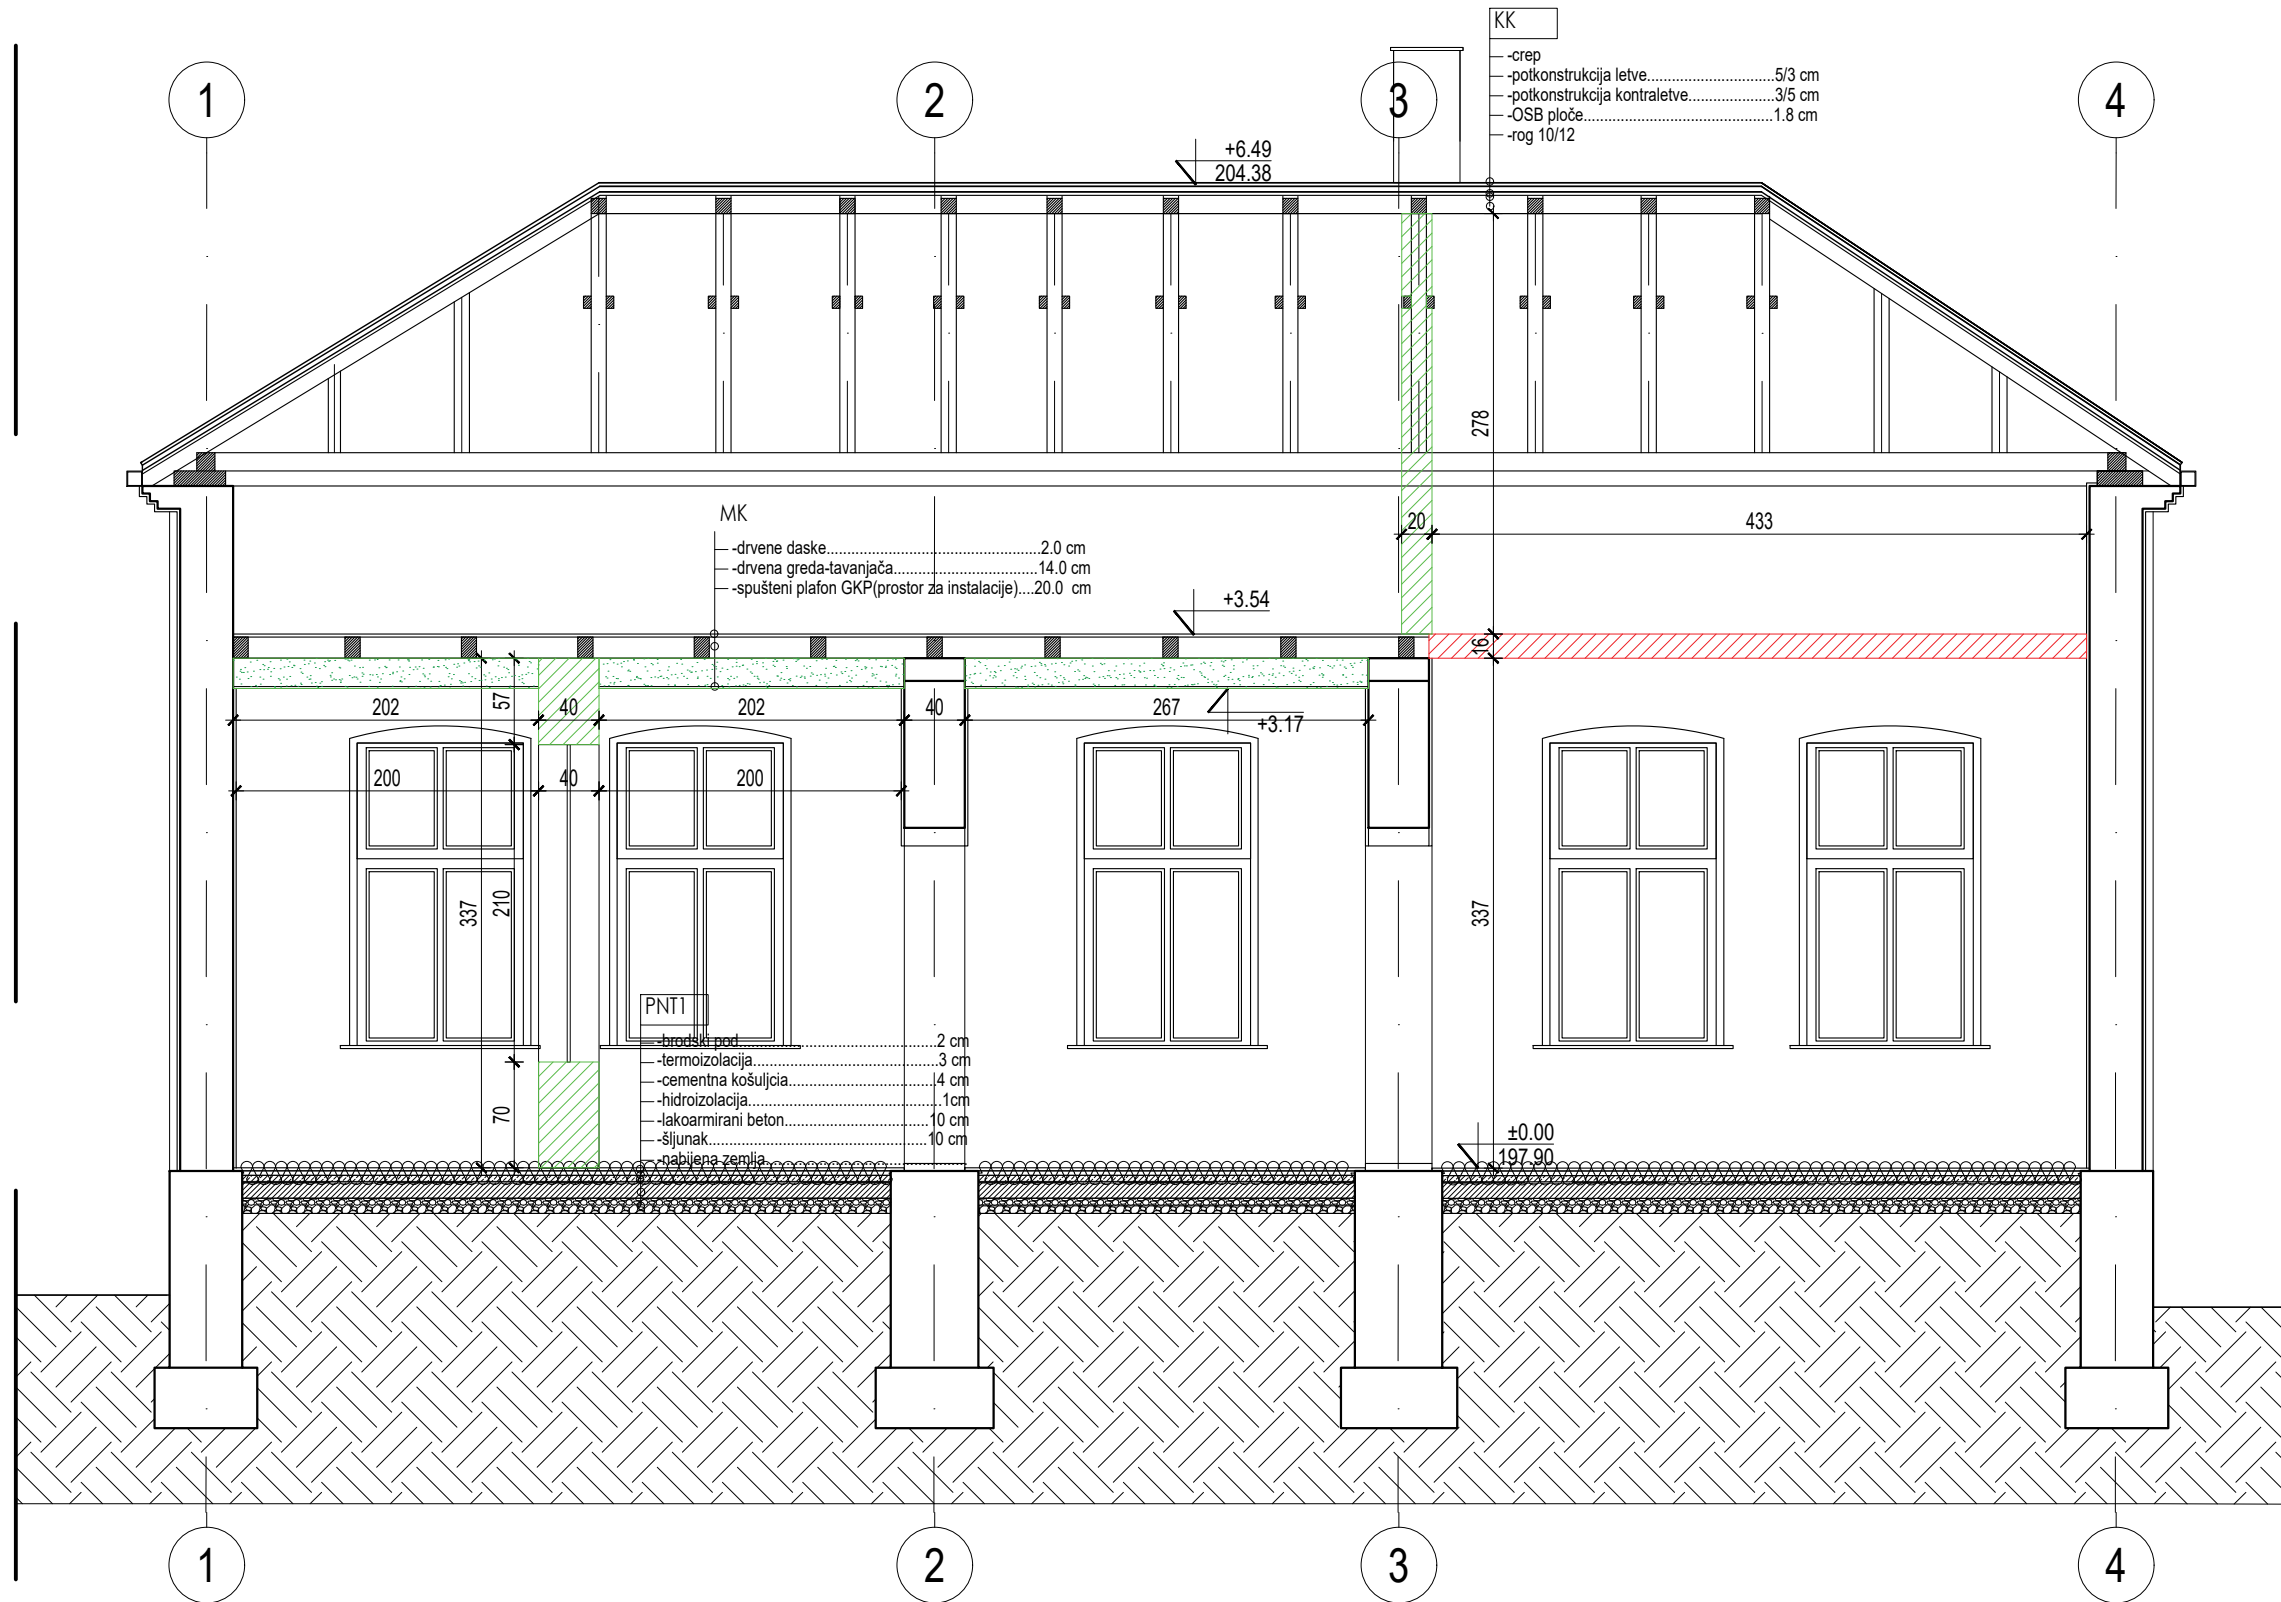 KK
-crep
-potkonstrukcija letve...............................5/3 cm
-potkonstrukcija kontraletve.....................3/5 cm
-OSB ploče..............................................1.8 cm
-rog 10/12
1
2
3
4
+6.49
204.38
278
MK
-drvene daske....................................................2.0 cm
-drvena greda-tavanjača...................................14.0 cm
-spušteni plafon GKP(prostor za instalacije)....20.0 cm
20
433
+3.54
16
57
202
40
202
40
267
+3.17
200
40
200
337
210
337
PNT1
-brodski pod................................................2 cm
-termoizolacija.............................................3 cm
-cementna košuljcia....................................4 cm
-hidroizolacija...............................................1cm
-lakoarmirani beton...................................10 cm
-šljunak.....................................................10 cm
-nabijena zemlja................................................
70
±0.00
197.90
1
2
3
4